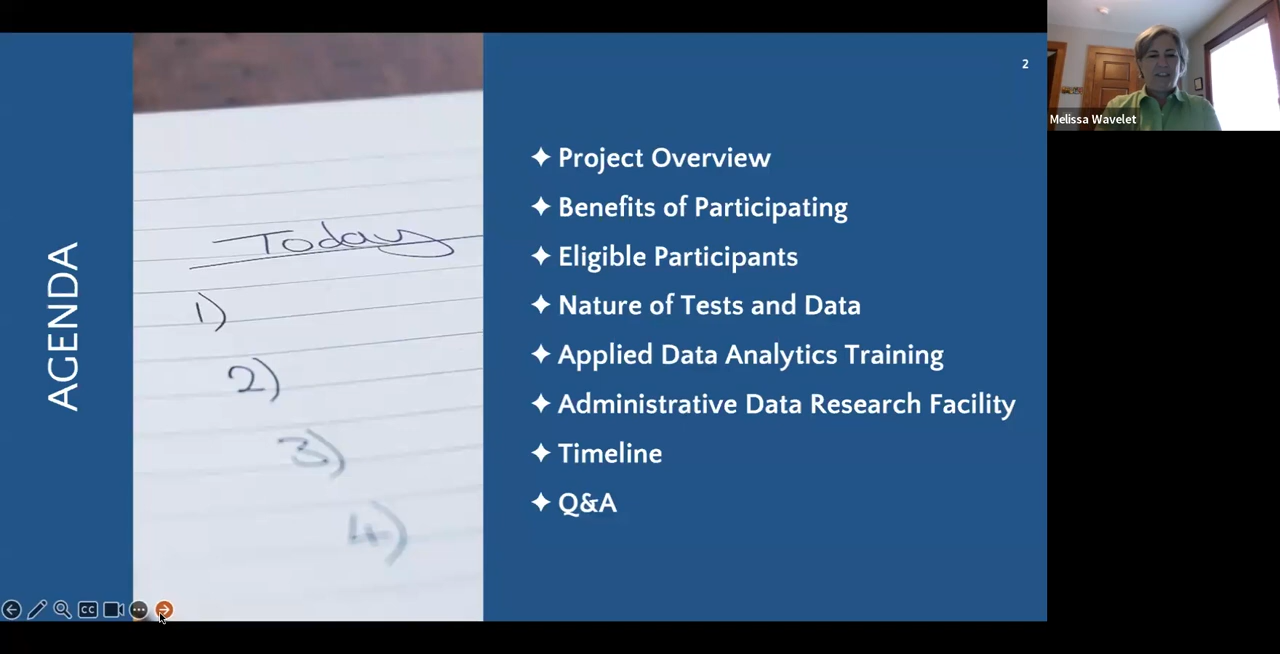 AGENDA
Today
1)
2)
3)
4)
2
Project Overview
Benefits of Participating
Eligible Participants
Nature of Tests and Data
Applied Data Analytics Training
Administrative Data Research Facility
Timeline
Q&A
Melissa Wavelet
CC